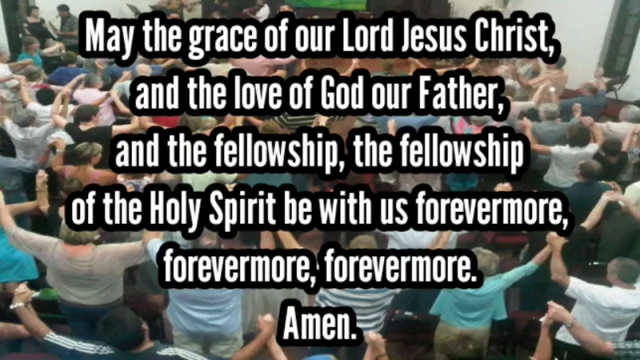 May the grace of our Lord Jesus Christ,
and the love of God our Father,
and the fellowship, the fellowship
of the Holy Spirit be with us forevermore,
forevermore, forevermore.
Amen.